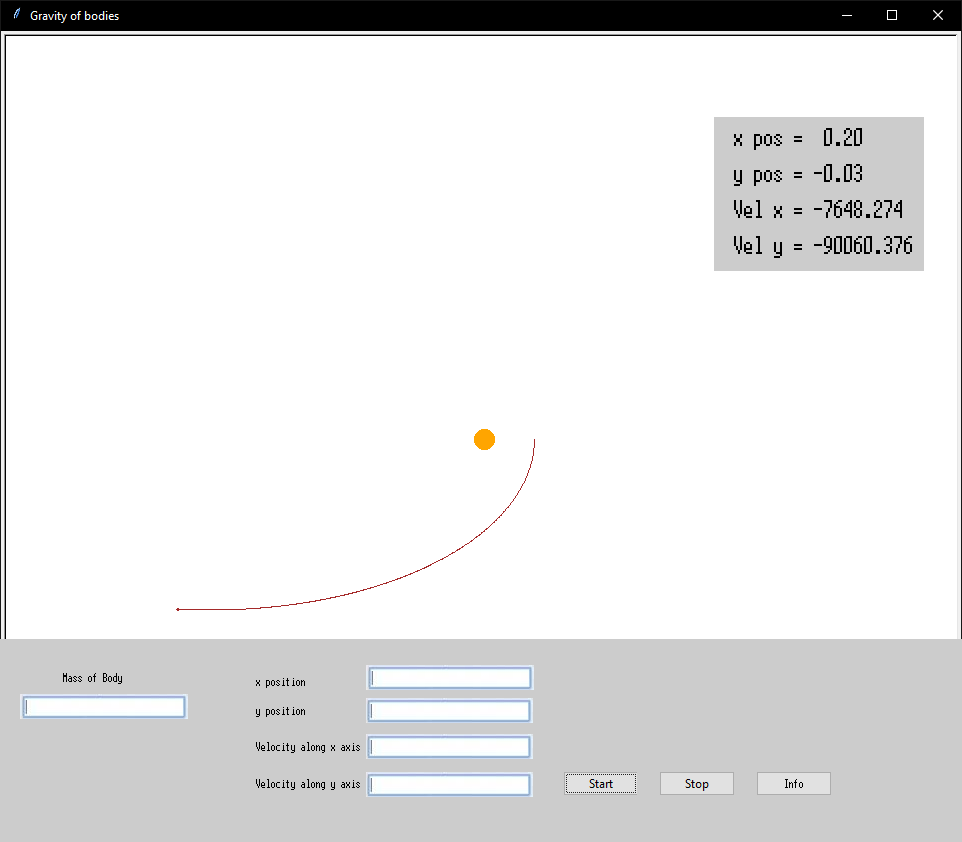 Gravity of bodies
x pos =  0.20
y pos = -0.03
Vel x = -7648.274
Vel y = -90060.376
Mass of Body
x position
y position
Velocity along x axis
Velocity along y axis
Start
Stop
Info